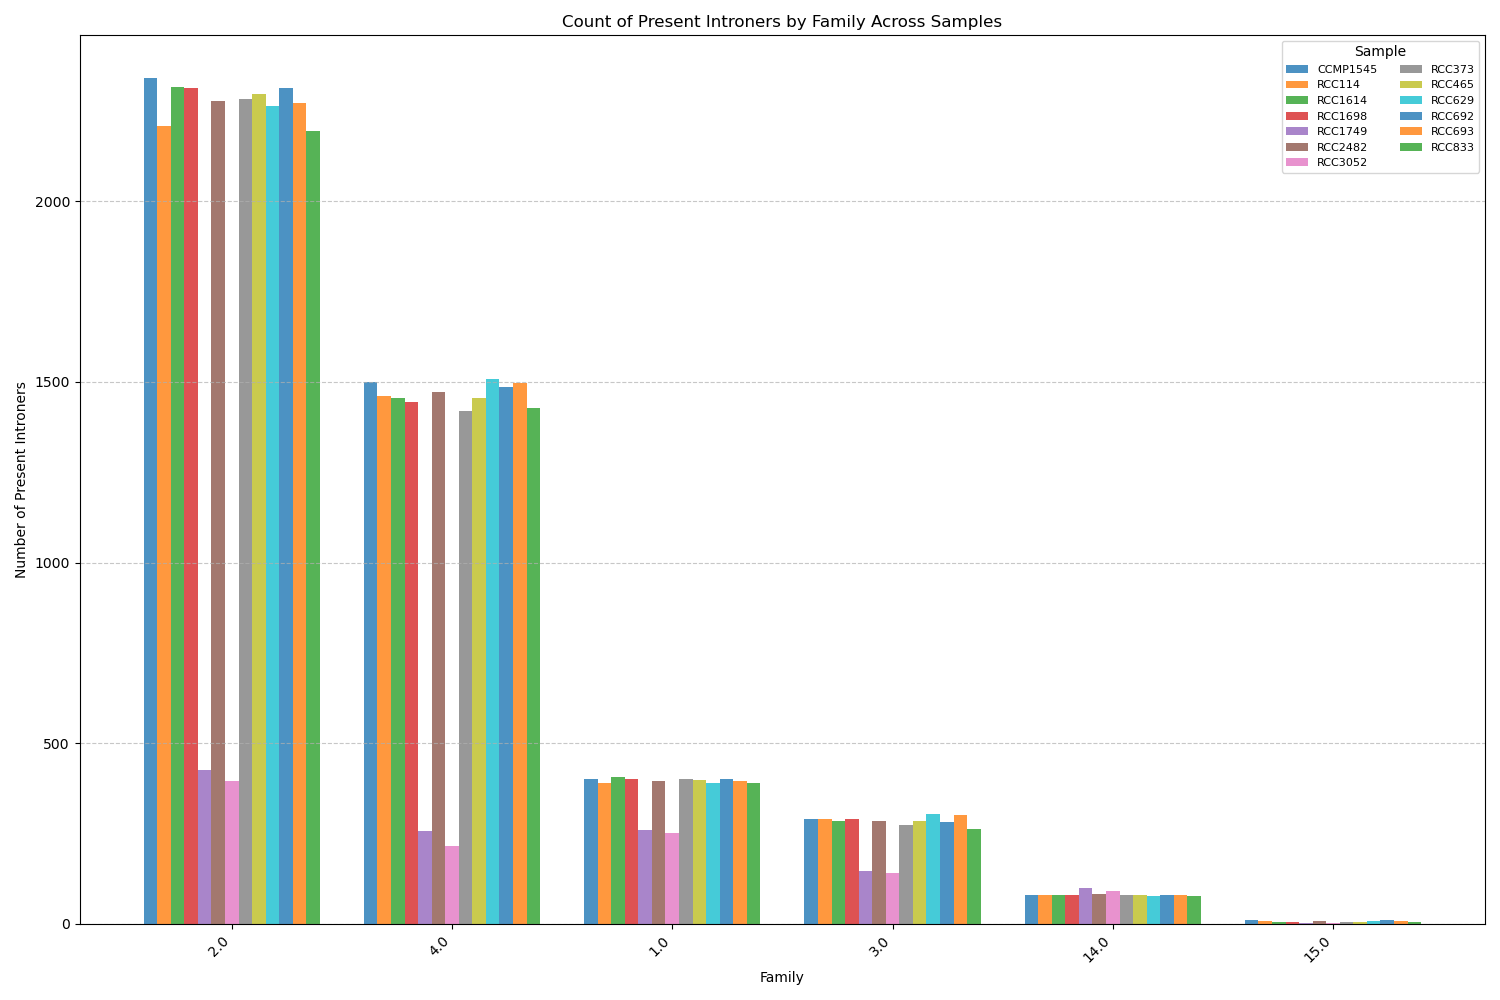 Count of Present Introners by Family Across Samples
Sample
CCMP1545
RCC114
RCC1614
RCC1698
RCC1749
RCC2482
RCC3052
RCC373
RCC465
RCC629
RCC692
RCC693
RCC833
Number of Present Introners
2000
1500
1000
500
0
2.0
4.0
1.0
3.0
14.0
15.0
Family